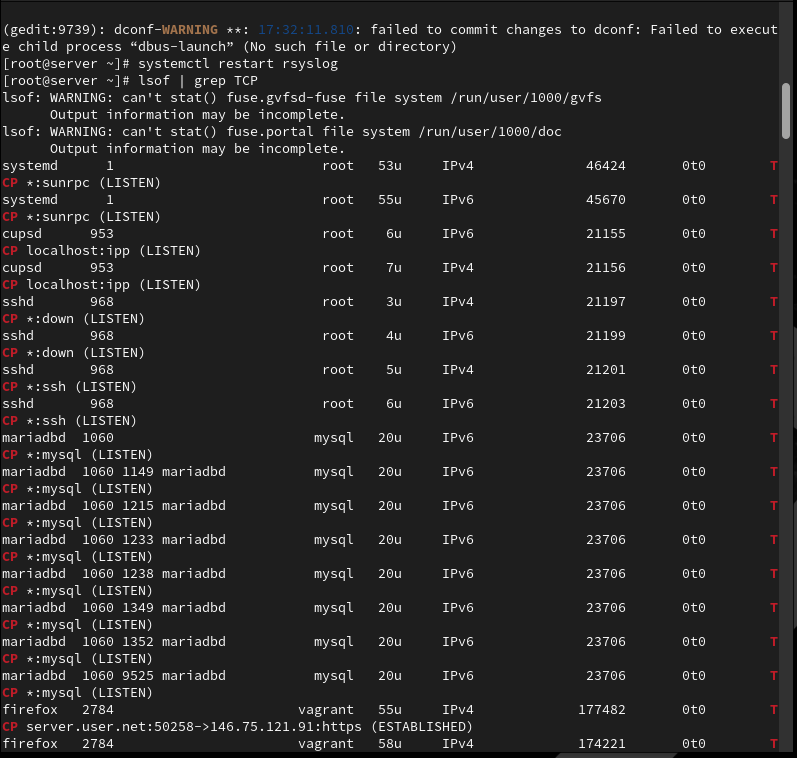 (gedit:9739): dconf-WARNING **: 17:32:11.810: failed to commit changes to dconf: Failed to execut
e child process “dbus-launch” (No such file or directory)
[root@server ~]# systemctl restart rsyslog
[root@server ~]# lsof | grep TCP
lsof: WARNING: can't stat() fuse.gvfsd-fuse file system /run/user/1000/gvfs
      Output information may be incomplete.
lsof: WARNING: can't stat() fuse.portal file system /run/user/1000/doc
      Output information may be incomplete.
systemd      1                          root   53u     IPv4              46424       0t0        T
CP *:sunrpc (LISTEN)
systemd      1                          root   55u     IPv6              45670       0t0        T
CP *:sunrpc (LISTEN)
cupsd      953                          root    6u     IPv6              21155       0t0        T
CP localhost:ipp (LISTEN)
cupsd      953                          root    7u     IPv4              21156       0t0        T
CP localhost:ipp (LISTEN)
sshd       968                          root    3u     IPv4              21197       0t0        T
CP *:down (LISTEN)
sshd       968                          root    4u     IPv6              21199       0t0        T
CP *:down (LISTEN)
sshd       968                          root    5u     IPv4              21201       0t0        T
CP *:ssh (LISTEN)
sshd       968                          root    6u     IPv6              21203       0t0        T
CP *:ssh (LISTEN)
mariadbd  1060                         mysql   20u     IPv6              23706       0t0        T
CP *:mysql (LISTEN)
mariadbd  1060 1149 mariadbd           mysql   20u     IPv6              23706       0t0        T
CP *:mysql (LISTEN)
mariadbd  1060 1215 mariadbd           mysql   20u     IPv6              23706       0t0        T
CP *:mysql (LISTEN)
mariadbd  1060 1233 mariadbd           mysql   20u     IPv6              23706       0t0        T
CP *:mysql (LISTEN)
mariadbd  1060 1238 mariadbd           mysql   20u     IPv6              23706       0t0        T
CP *:mysql (LISTEN)
mariadbd  1060 1349 mariadbd           mysql   20u     IPv6              23706       0t0        T
CP *:mysql (LISTEN)
mariadbd  1060 1352 mariadbd           mysql   20u     IPv6              23706       0t0        T
CP *:mysql (LISTEN)
mariadbd  1060 9525 mariadbd           mysql   20u     IPv6              23706       0t0        T
CP *:mysql (LISTEN)
firefox   2784                       vagrant   55u     IPv4             177482       0t0        T
CP server.user.net:50258->146.75.121.91:https (ESTABLISHED)
firefox   2784                       vagrant   58u     IPv4             174221       0t0        T